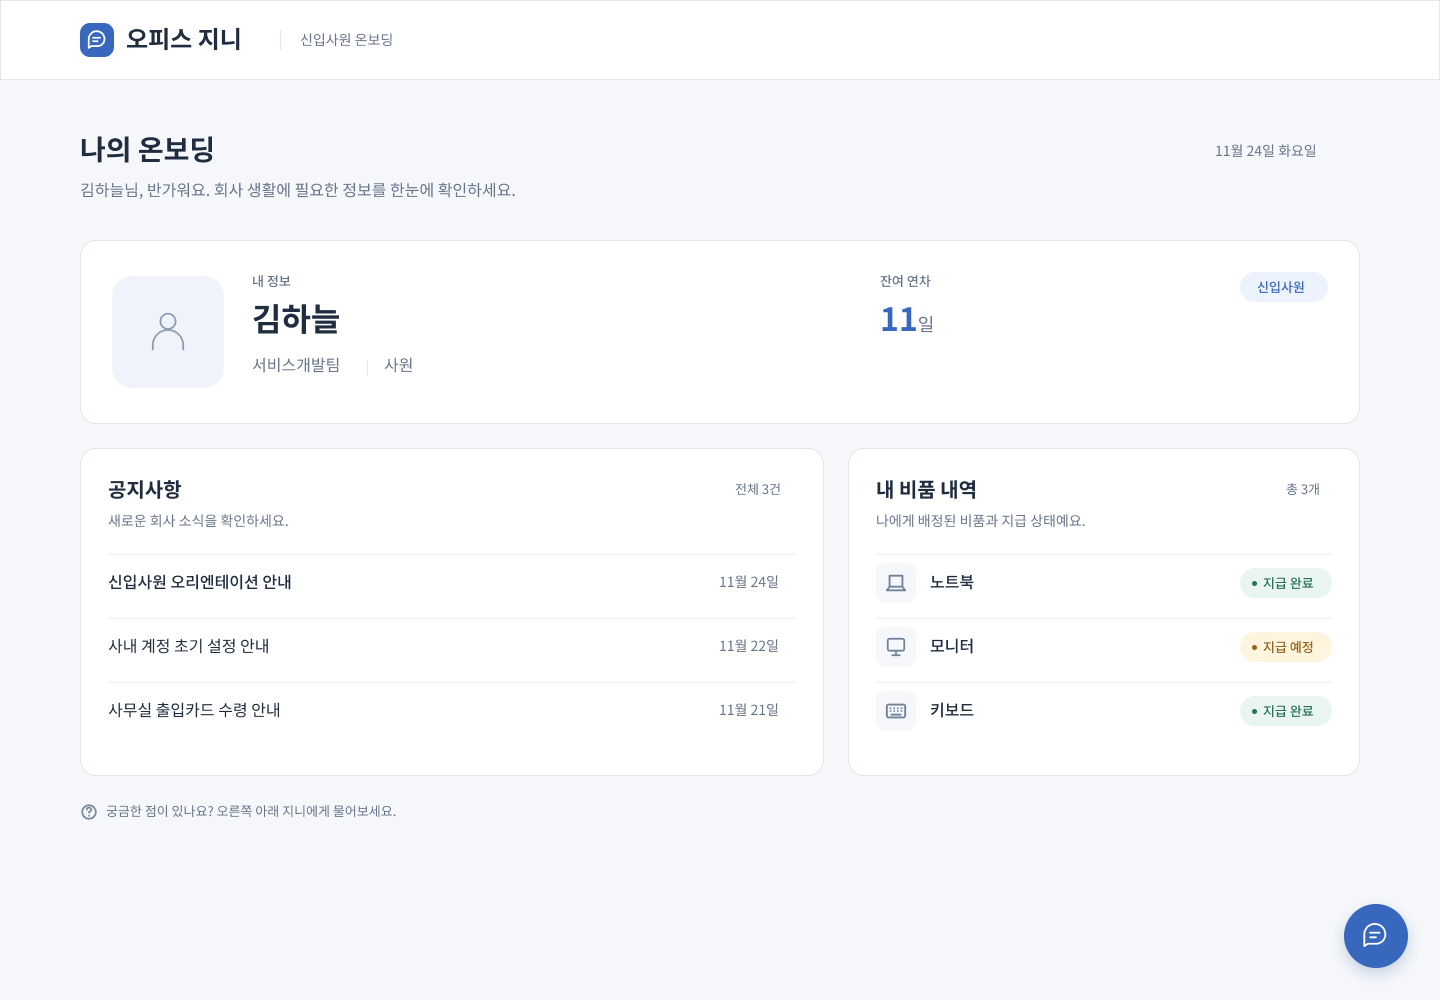 오피스 지니
신입사원 온보딩
나의 온보딩
11월 24일 화요일
김하늘님, 반가워요. 회사 생활에 필요한 정보를 한눈에 확인하세요.
내 정보
김하늘
서비스개발팀
사원
잔여 연차
11일
신입사원
공지사항
전체 3건
새로운 회사 소식을 확인하세요.
신입사원 오리엔테이션 안내
11월 24일
사내 계정 초기 설정 안내
11월 22일
사무실 출입카드 수령 안내
11월 21일
내 비품 내역
총 3개
나에게 배정된 비품과 지급 상태예요.
노트북
지급 완료
모니터
지급 예정
키보드
지급 완료
궁금한 점이 있나요? 오른쪽 아래 지니에게 물어보세요.